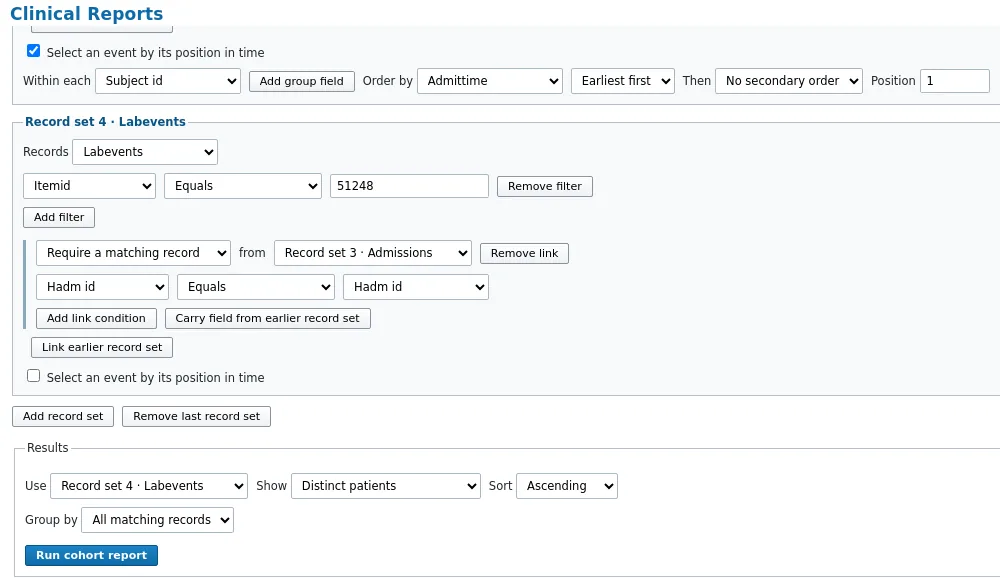 Clinical Reports
Select an event by its position in time
Within each Subject id Add group field Order by Admittime Earliest first Then No secondary order Position 1
Record set 4 · Labevents
Records Labevents
Itemid Equals 51248 Remove filter
Add filter
Require a matching record from Record set 3 · Admissions Remove link
Hadm id Equals Hadm id
Add link condition Carry field from earlier record set
Link earlier record set
Select an event by its position in time
Add record set Remove last record set
Results
Use Record set 4 · Labevents Show Distinct patients Sort Ascending
Group by All matching records
Run cohort report